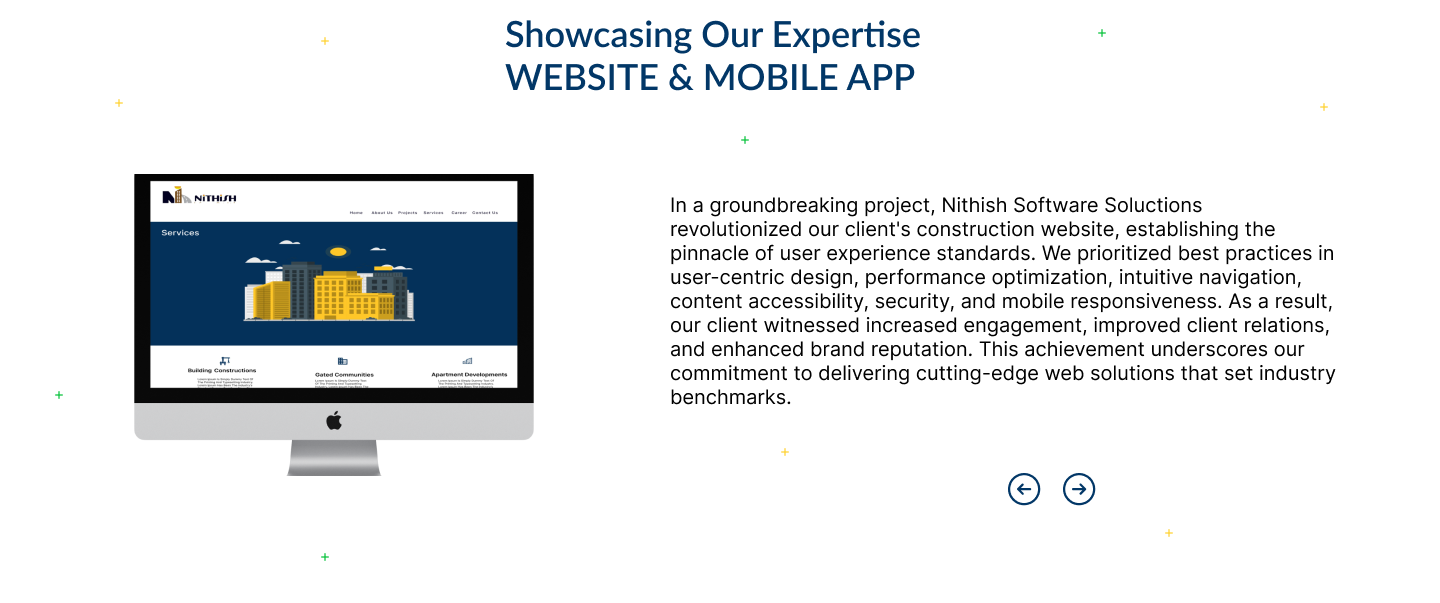 Showcasing Our Expertise
WEBSITE & MOBILE APP
NiTHiSH
Home About Us Projects Services Career Contact Us
Services
Building Constructions
Gated Communities
Apartment Developments
In a groundbreaking project, Nithish Software Soluctions
revolutionized our client's construction website, establishing the
pinnacle of user experience standards. We prioritized best practices in
user-centric design, performance optimization, intuitive navigation,
content accessibility, security, and mobile responsiveness. As a result,
our client witnessed increased engagement, improved client relations,
and enhanced brand reputation. This achievement underscores our
commitment to delivering cutting-edge web solutions that set industry
benchmarks.